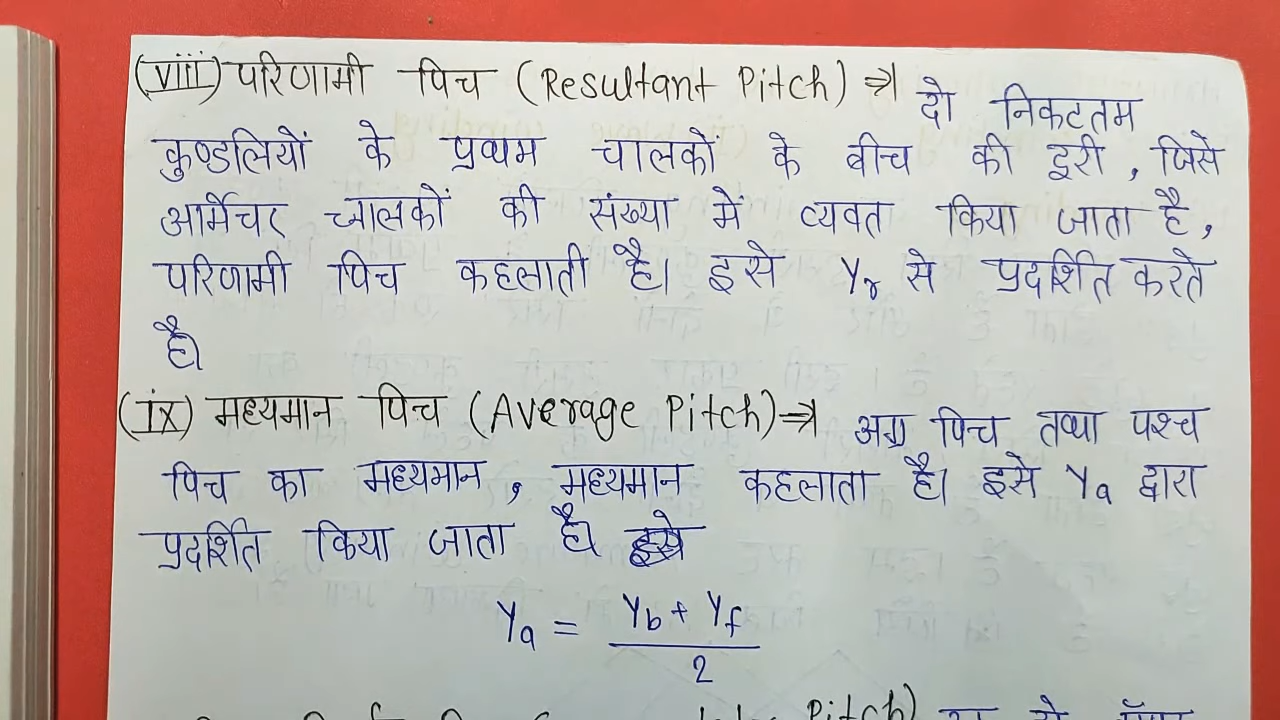 (viii) परिणामी पिच (Resultant Pitch) ⇒ दो निकटतम
कुण्डलियों के प्रथम चालकों के बीच की दूरी, जिसे
आर्मेचर चालकों की संख्या में व्यक्त किया जाता है,
परिणामी पिच कहलाती है। इसे Yr से प्रदर्शित करते
है।
(ix) मध्यमान पिच (Average Pitch) ⇒ अग्र पिच तथा पश्च
पिच का मध्यमान, मध्यमान कहलाता है। इसे Ya द्वारा
प्रदर्शित किया जाता है।
Ya = Yb + Yf / 2
Pitch)